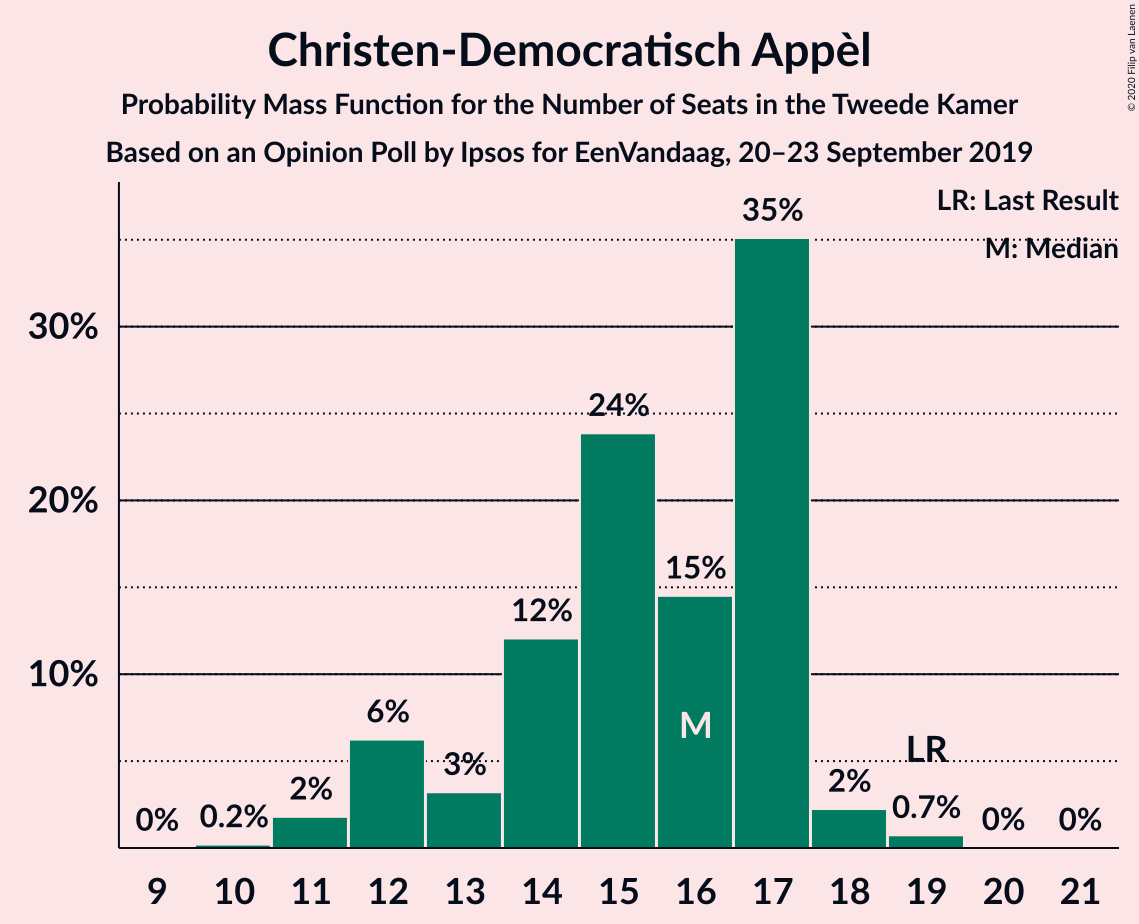 Christen-Democratisch Appèl
Probability Mass Function for the Number of Seats in the Tweede Kamer
Based on an Opinion Poll by Ipsos for EenVandaag, 20–23 September 2019
© 2020 Filip van Laenen
LR: Last Result
M: Median
30%
20%
10%
0%
0.2%
2%
6%
3%
12%
24%
15%
35%
2%
0.7%
0%
0%
M
LR
9 10 11 12 13 14 15 16 17 18 19 20 21